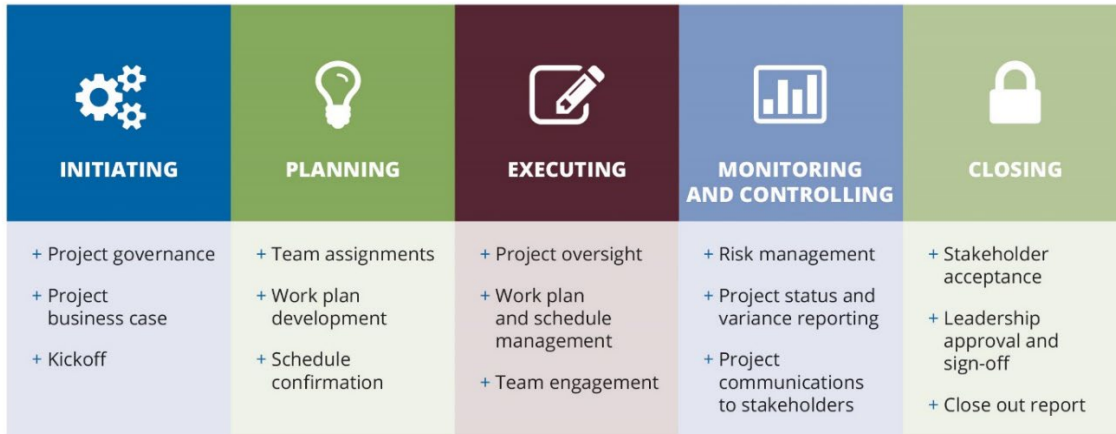 INITIATING
+ Project governance
+ Project
business case
+ Kickoff
PLANNING
+ Team assignments
+ Work plan
development
+ Schedule
confirmation
EXECUTING
+ Project oversight
+ Work plan
and schedule
management
+ Team engagement
MONITORING
AND CONTROLLING
+ Risk management
+ Project status and
variance reporting
+ Project
communications
to stakeholders
CLOSING
+ Stakeholder
acceptance
+ Leadership
approval and
sign-off
+ Close out report